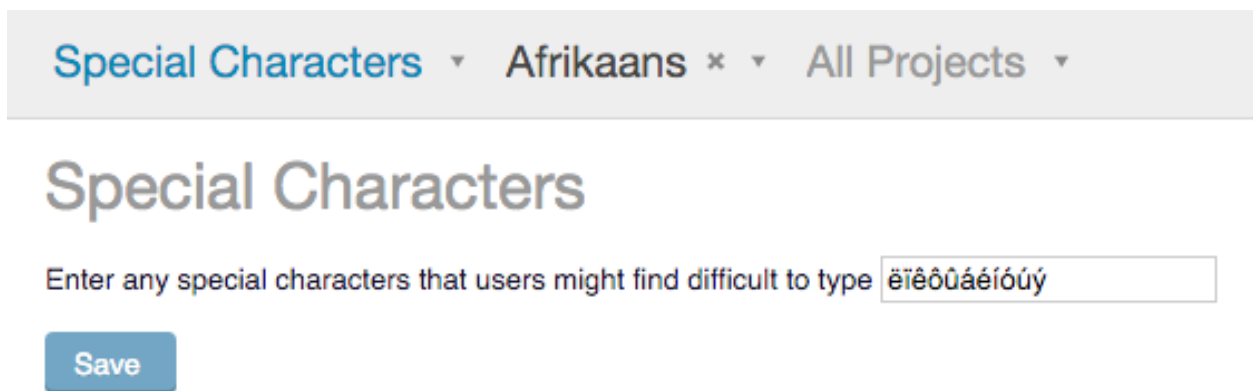 Special Characters Afrikaans × All Projects
Special Characters
Enter any special characters that users might find difficult to type ëïêôûáéíóúý
Save